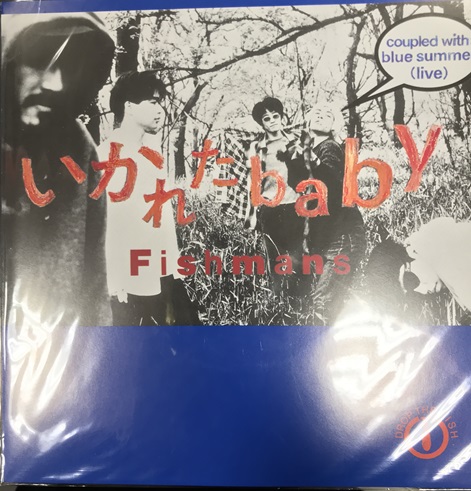 coupled with
blue summe
(live)
いかれたbaby
Fishmans